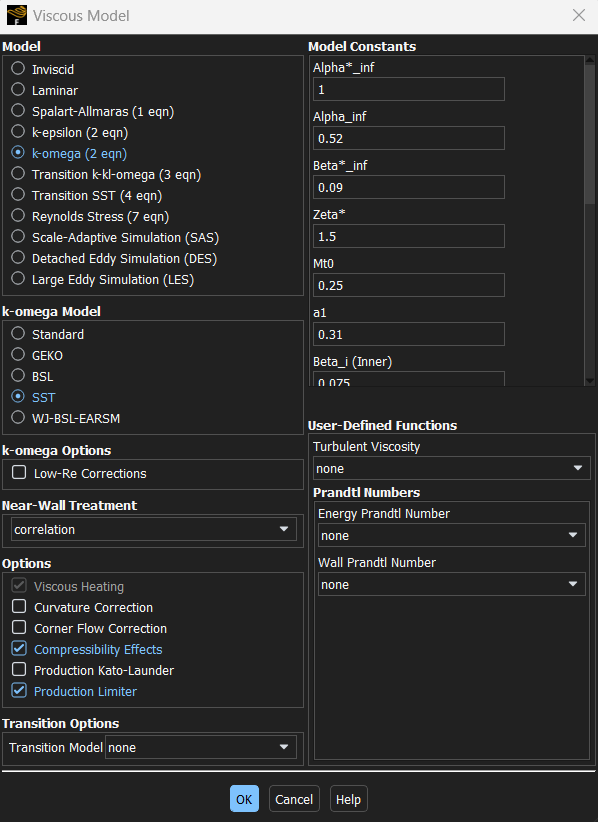 Viscous Model
Model
Inviscid
Laminar
Spalart-Allmaras (1 eqn)
k-epsilon (2 eqn)
k-omega (2 eqn)
Transition k-kl-omega (3 eqn)
Transition SST (4 eqn)
Reynolds Stress (7 eqn)
Scale-Adaptive Simulation (SAS)
Detached Eddy Simulation (DES)
Large Eddy Simulation (LES)
k-omega Model
Standard
GEKO
BSL
SST
WJ-BSL-EARSM
k-omega Options
Low-Re Corrections
Near-Wall Treatment
correlation
Options
Viscous Heating
Curvature Correction
Corner Flow Correction
Compressibility Effects
Production Kato-Launder
Production Limiter
Transition Options
Transition Model none
Model Constants
Alpha*_inf
1
Alpha_inf
0.52
Beta*_inf
0.09
Zeta*
1.5
Mt0
0.25
a1
0.31
Beta_i (Inner)
0.075
User-Defined Functions
Turbulent Viscosity
none
Prandtl Numbers
Energy Prandtl Number
none
Wall Prandtl Number
none
OK Cancel Help